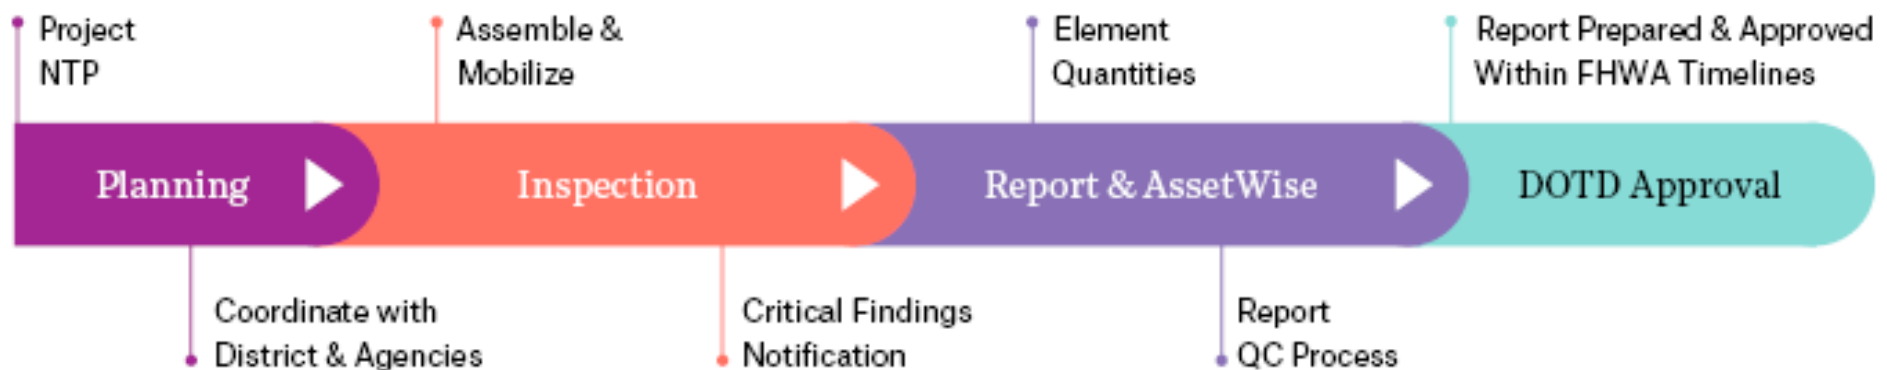 Project
NTP
Assemble &
Mobilize
Element
Quantities
Report Prepared & Approved
Within FHWA Timelines
Planning
Inspection
Report & AssetWise
DOTD Approval
Coordinate with
District & Agencies
Critical Findings
Notification
Report
QC Process